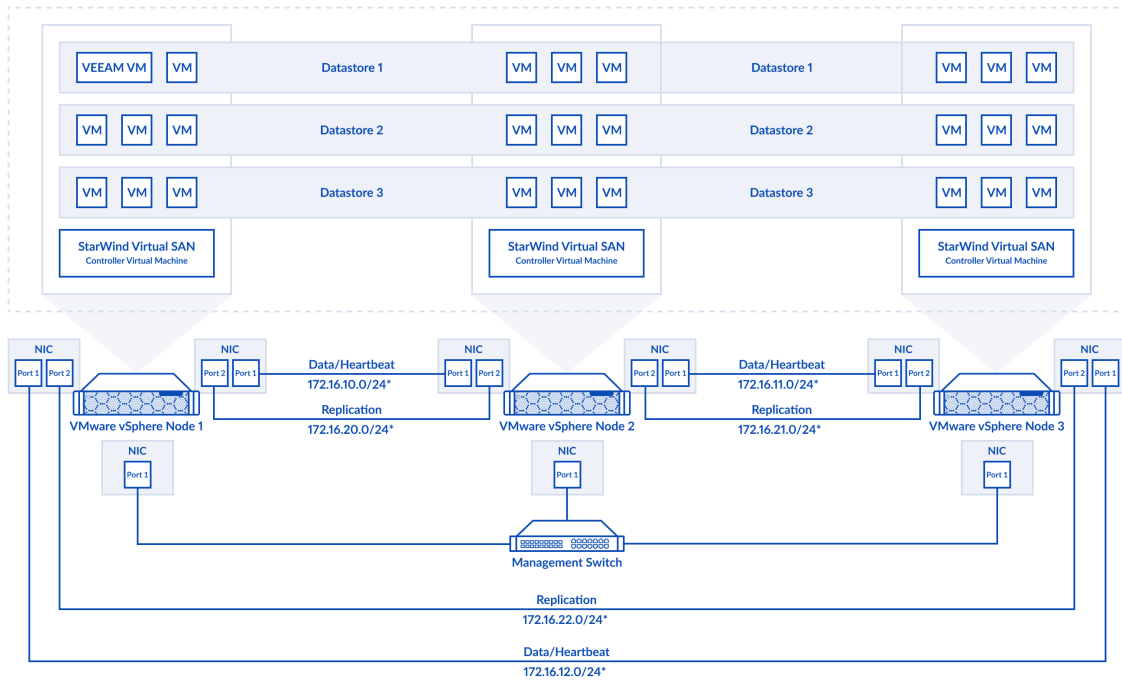 VEEAM VM VM Datastore 1 VM VM VM Datastore 1 VM VM VM
VM VM VM Datastore 2 VM VM VM Datastore 2 VM VM VM
VM VM VM Datastore 3 VM VM VM Datastore 3 VM VM VM
StarWind Virtual SAN StarWind Virtual SAN StarWind Virtual SAN
Controller Virtual Machine Controller Virtual Machine Controller Virtual Machine
NIC NIC NIC NIC NIC NIC
Data/Heartbeat Data/Heartbeat
Port 1 Port 2 Port 2 Port 1 Port 1 Port 2 Port 2 Port 1 Port 1 Port 2 Port 2 Port 1
172.16.10.0/24* 172.16.11.0/24*
Replication Replication
VMware vSphere Node 1 172.16.20.0/24* VMware vSphere Node 2 172.16.21.0/24* VMware vSphere Node 3
NIC NIC NIC
Port 1 Port 1 Port 1
Management Switch
Replication
172.16.22.0/24*
Data/Heartbeat
172.16.12.0/24*